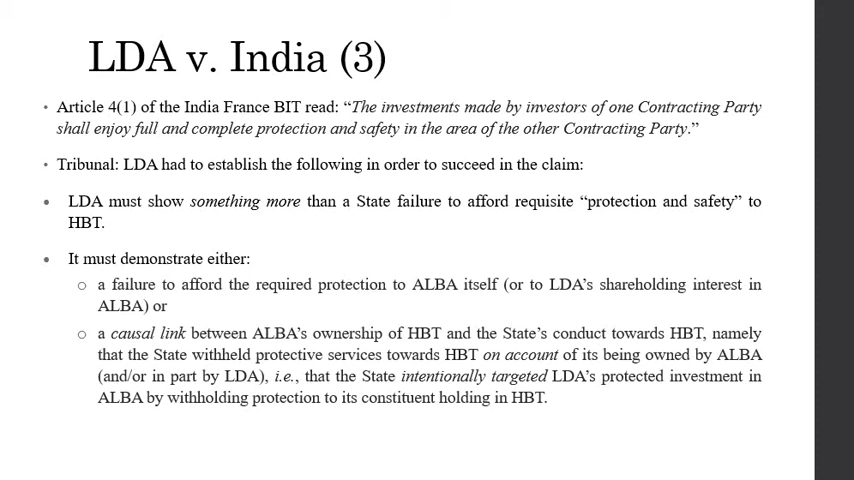 LDA v. India (3)
• Article 4(1) of the India France BIT read: “The investments made by investors of one Contracting Party
shall enjoy full and complete protection and safety in the area of the other Contracting Party.”
• Tribunal: LDA had to establish the following in order to succeed in the claim:
• LDA must show something more than a State failure to afford requisite “protection and safety” to
HBT.
• It must demonstrate either:
o a failure to afford the required protection to ALBA itself (or to LDA’s shareholding interest in
ALBA) or
o a causal link between ALBA’s ownership of HBT and the State’s conduct towards HBT, namely
that the State withheld protective services towards HBT on account of its being owned by ALBA
(and/or in part by LDA), i.e., that the State intentionally targeted LDA’s protected investment in
ALBA by withholding protection to its constituent holding in HBT.